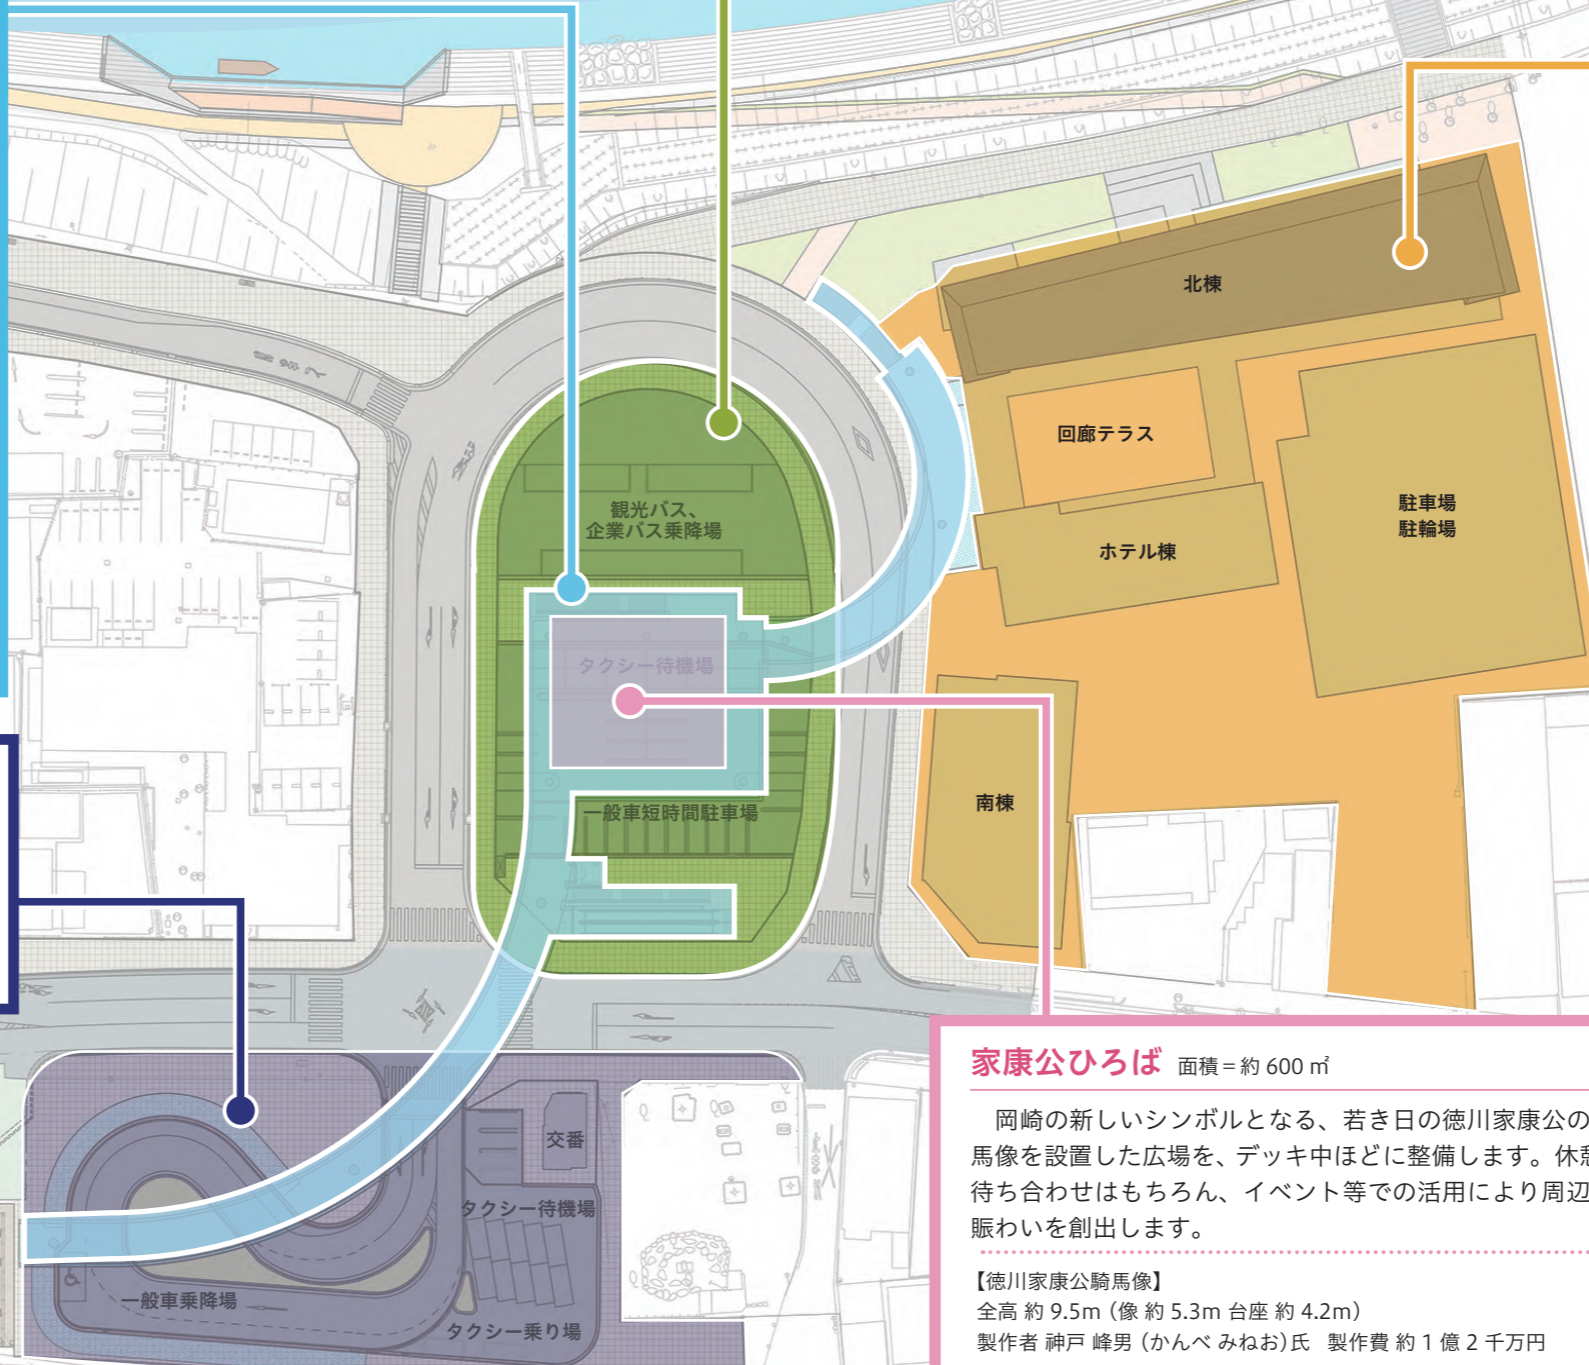 北棟
回廊テラス
観光バス、
企業バス乗降場
駐車場
駐輪場
ホテル棟
タクシー待機場
一般車短時間駐車場
南棟
交番
タクシー待機場
一般車乗降場
タクシー乗り場
家康公ひろば 面積=約 600 ㎡
岡崎の新しいシンボルとなる、若き日の徳川家康公の
馬像を設置した広場を、デッキ中ほどに整備します。休憩
待ち合わせはもちろん、イベント等での活用により周辺
賑わいを創出します。
【徳川家康公騎馬像】
全高 約 9.5m（像 約 5.3m 台座 約 4.2m）
製作者 神戸 峰男（かんべ みねお）氏 製作費 約 1 億 2 千万円